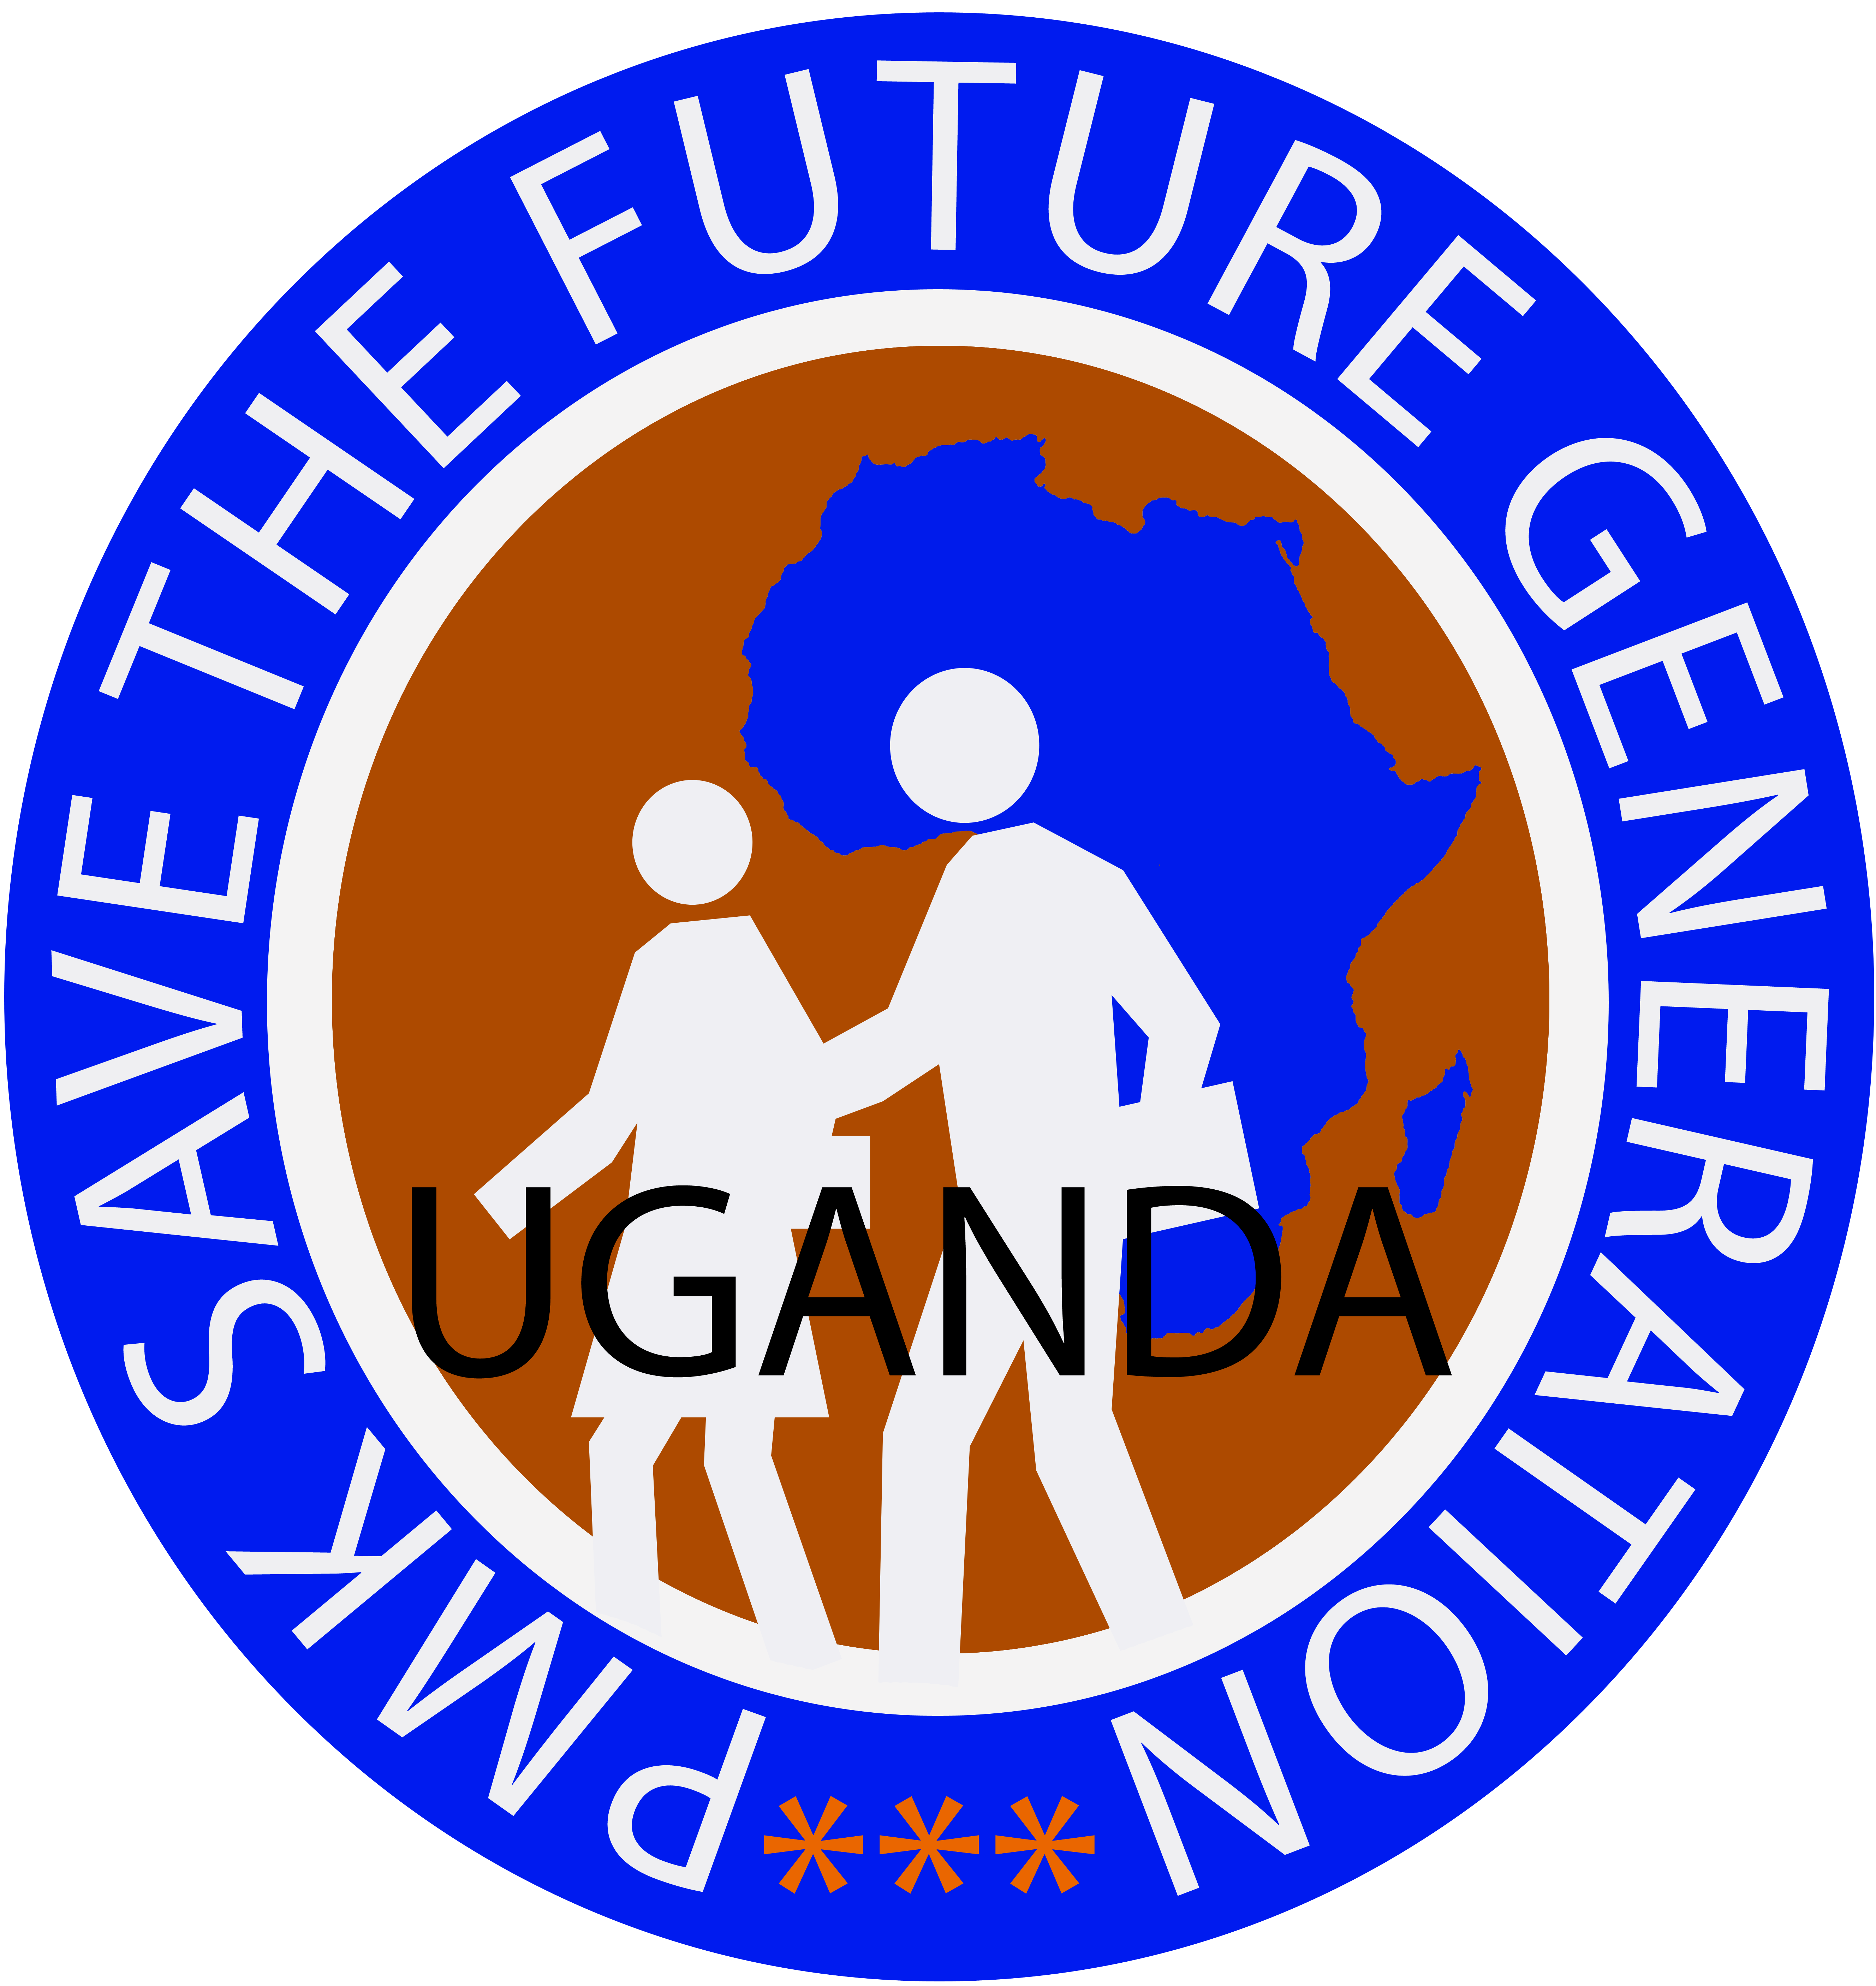 PMK SAVE THE FUTURE GENERATION
UGANDA
***